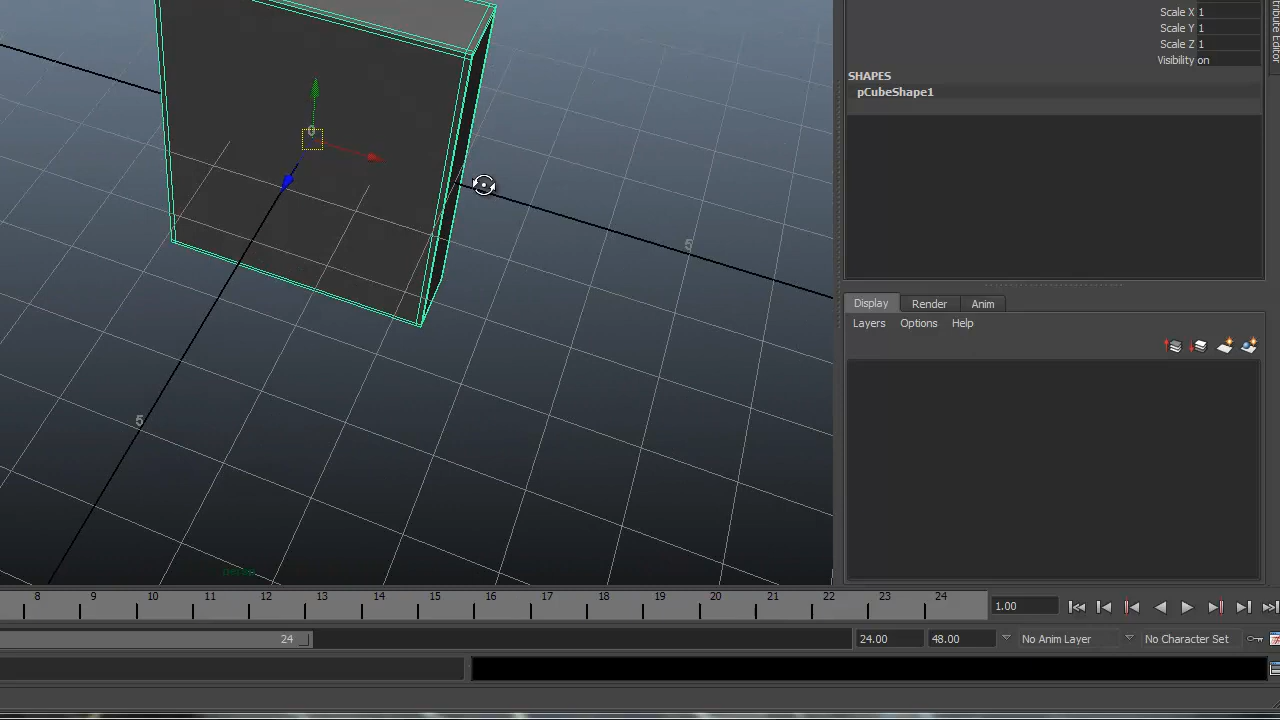 Scale X 1
Scale Y 1
Scale Z 1
Visibility on
SHAPES
pCubeShape1
0
5
5
Display Render Anim
Layers Options Help
persp
8 9 10 11 12 13 14 15 16 17 18 19 20 21 22 23 24
1.00
24
24.00 48.00 No Anim Layer No Character Set